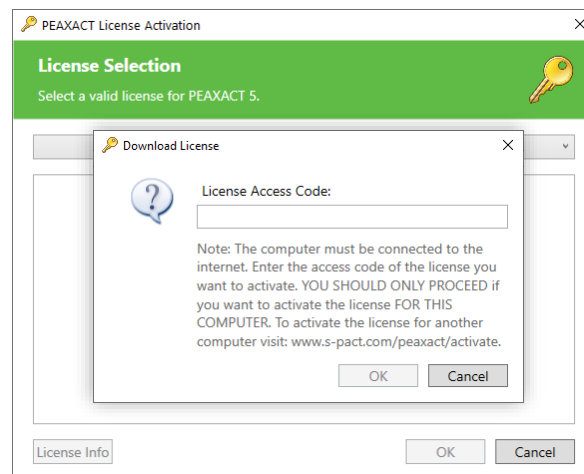 PEAXACT License Activation
License Selection
Select a valid license for PEAXACT 5.
Download License
License Access Code:
Note: The computer must be connected to the
internet. Enter the access code of the license you
want to activate. YOU SHOULD ONLY PROCEED if
you want to activate the license FOR THIS
COMPUTER. To activate the license for another
computer visit: www.s-pact.com/peaxact/activate.
OK Cancel
License Info OK Cancel